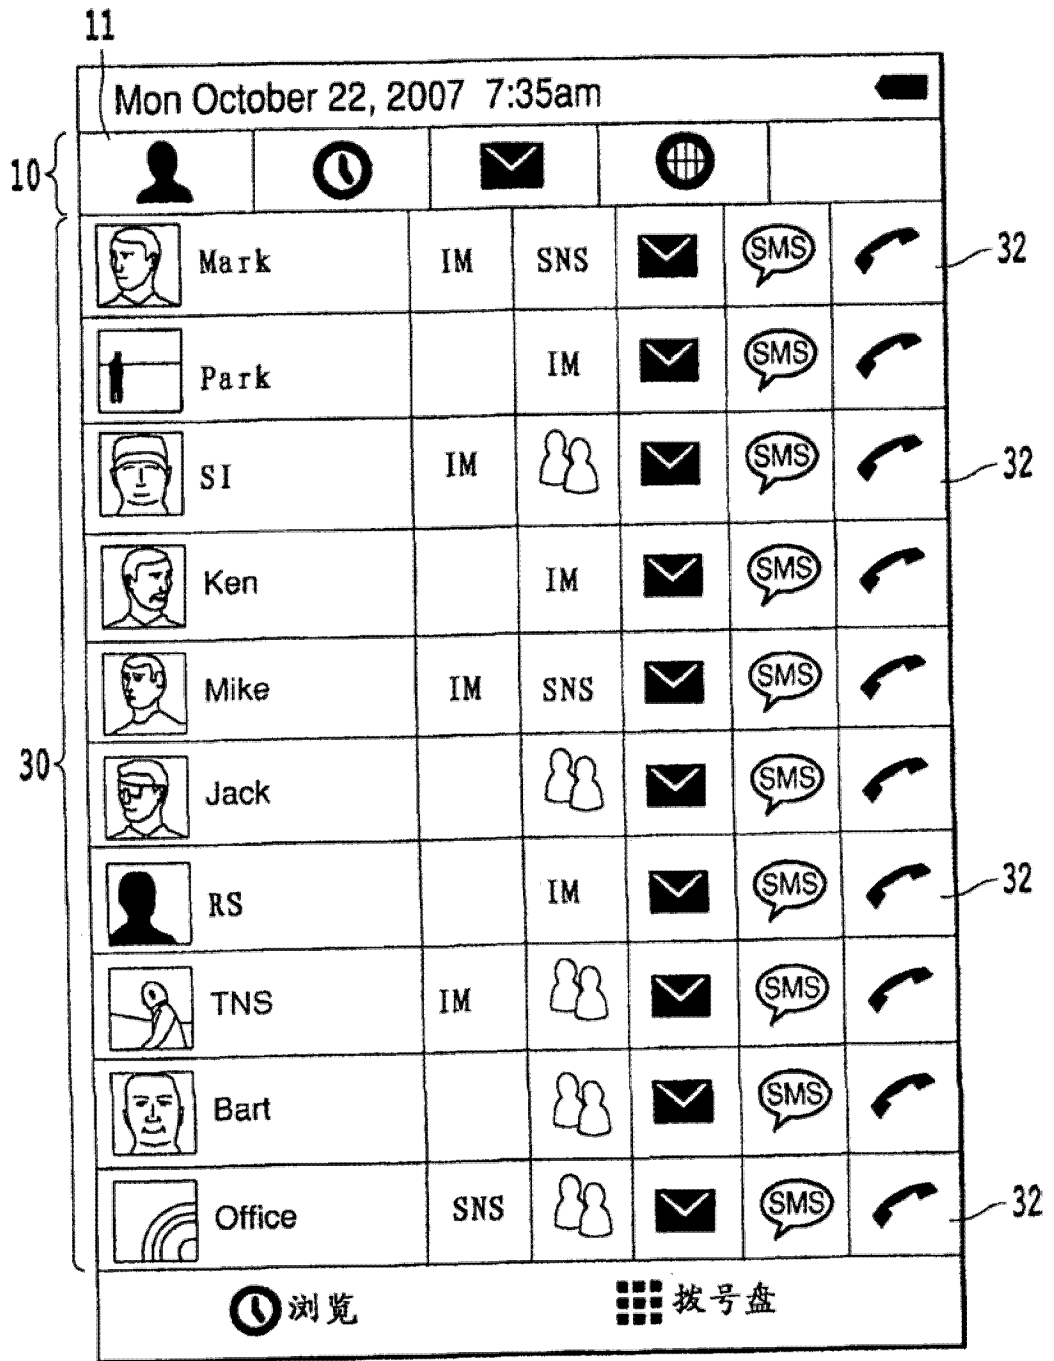 11
Mon October 22, 2007 7:35am
10
Mark IM SNS SMS 32
Park IM SMS
SI IM SMS 32
Ken IM SMS
Mike IM SNS SMS
30
Jack SMS
RS IM SMS 32
TNS IM SMS
Bart SMS
Office SNS SMS 32
浏览 拨号盘